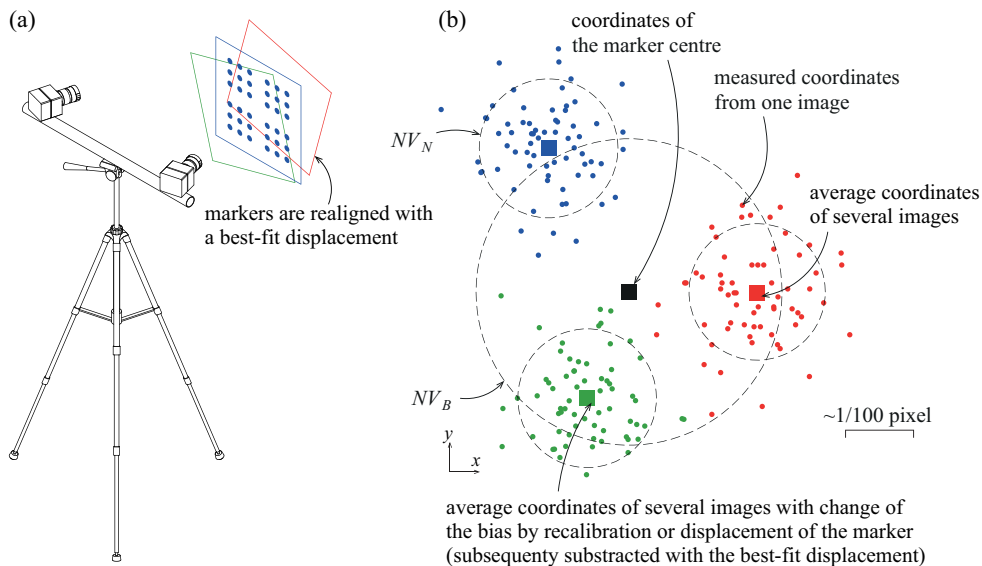 (a)
markers are realigned with
a best-fit displacement
(b)
coordinates of
the marker centre
measured coordinates
from one image
NV_N
average coordinates
of several images
NV_B
~1/100 pixel
y
x
average coordinates of several images with change of
the bias by recalibration or displacement of the marker
(subsequenty substracted with the best-fit displacement)